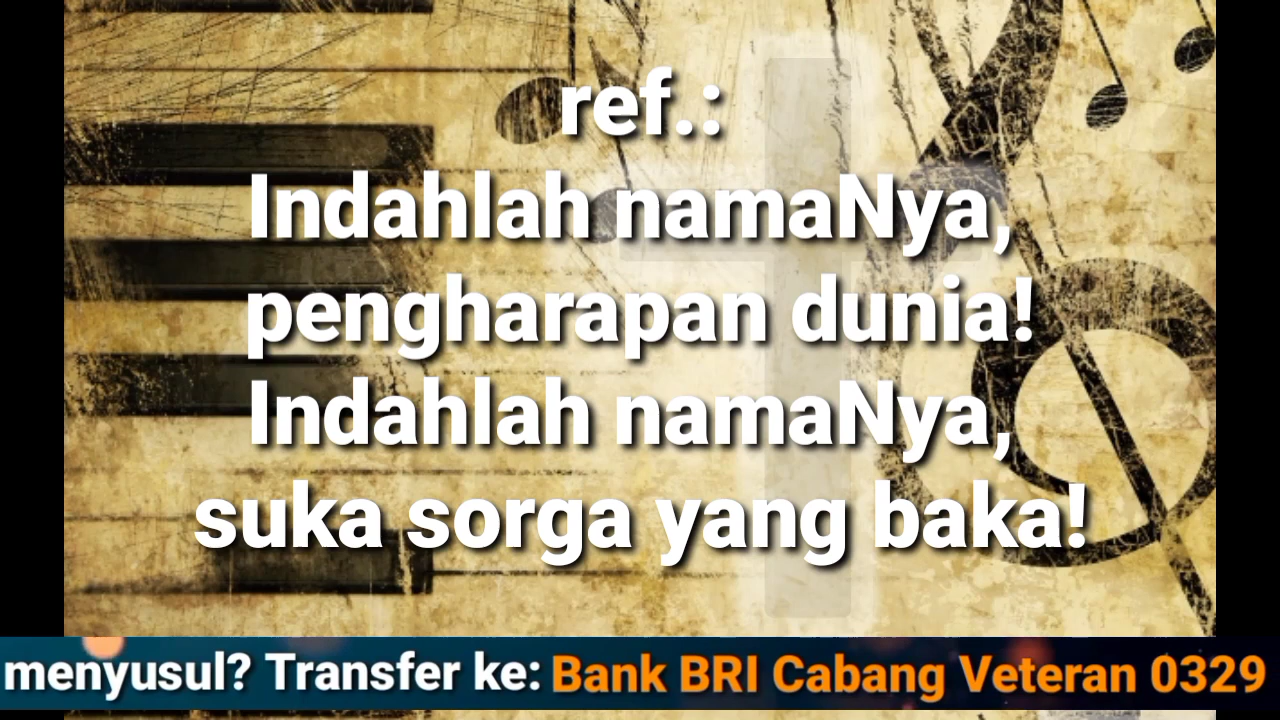 ref.:
Indahlah namaNya,
pengharapan dunia!
Indahlah namaNya,
suka sorga yang baka!
menyusul? Transfer ke: Bank BRI Cabang Veteran 0329